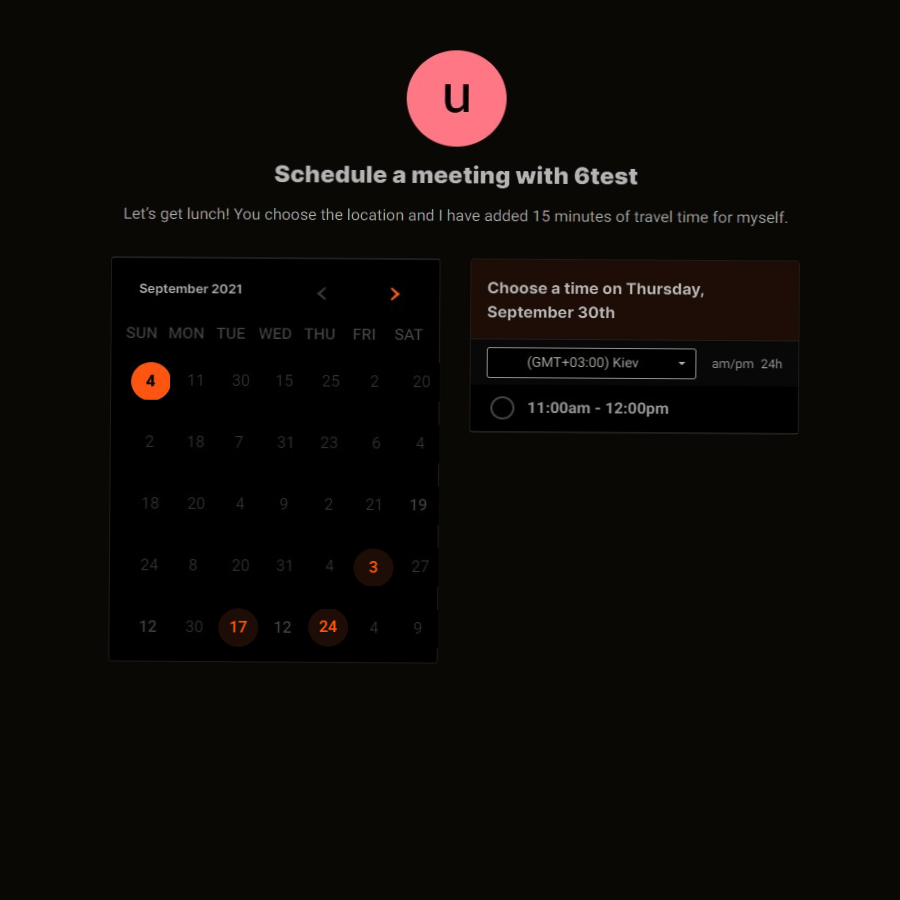 u
Schedule a meeting with 6test
Let's get lunch! You choose the location and I have added 15 minutes of travel time for myself.
September 2021
SUN MON TUE WED THU FRI SAT
4 11 30 15 25 2 20
2 18 7 31 23 6 4
18 20 4 9 2 21 19
24 8 20 31 4 3 27
12 30 17 12 24 4 9
Choose a time on Thursday,
September 30th
(GMT+03:00) Kiev am/pm 24h
11:00am - 12:00pm